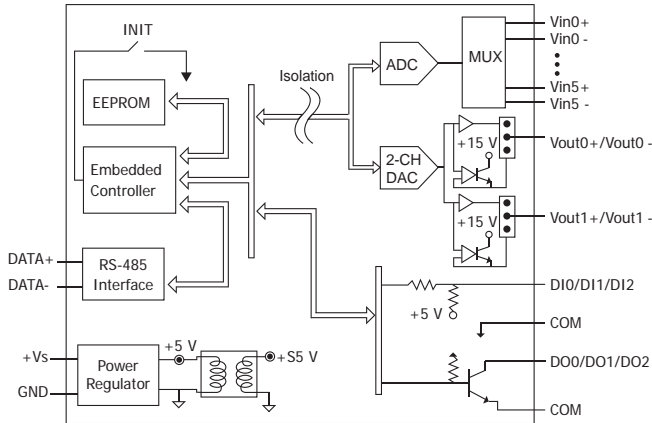 INIT
EEPROM
Embedded
Controller
DATA+
DATA-
RS-485
Interface
+Vs
GND
Power
Regulator
+5 V
+S5 V
Isolation
ADC
MUX
Vin0+
Vin0 -
Vin5+
Vin5 -
2-CH
DAC
+15 V
Vout0+/Vout0 -
+15 V
Vout1+/Vout1 -
DI0/DI1/DI2
+5 V
COM
DO0/DO1/DO2
COM